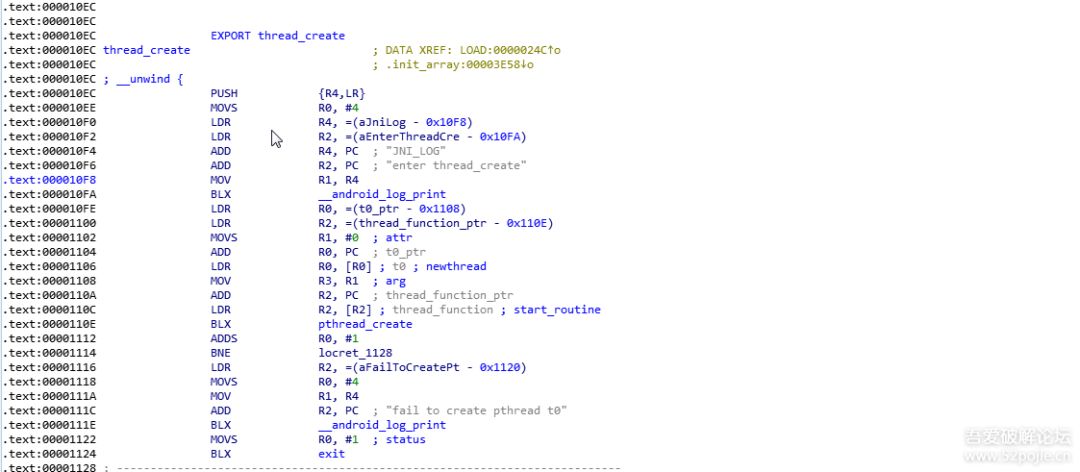 .text:000010EC
.text:000010EC
.text:000010EC EXPORT thread_create
.text:000010EC thread_create ; DATA XREF: LOAD:0000024C↑o
.text:000010EC ; .init_array:00003E58↓o
.text:000010EC ; __unwind {
.text:000010EC PUSH {R4,LR}
.text:000010EE MOVS R0, #4
.text:000010F0 LDR R4, =(aJniLog - 0x10F8)
.text:000010F2 LDR R2, =(aEnterThreadCre - 0x10FA)
.text:000010F4 ADD R4, PC ; "JNI_LOG"
.text:000010F6 ADD R2, PC ; "enter thread_create"
.text:000010F8 MOV R1, R4
.text:000010FA BLX __android_log_print
.text:000010FE LDR R0, =(t0_ptr - 0x1108)
.text:00001100 LDR R2, =(thread_function_ptr - 0x110E)
.text:00001102 MOVS R1, #0 ; attr
.text:00001104 ADD R0, PC ; t0_ptr
.text:00001106 LDR R0, [R0] ; t0 ; newthread
.text:00001108 MOV R3, R1 ; arg
.text:0000110A ADD R2, PC ; thread_function_ptr
.text:0000110C LDR R2, [R2] ; thread_function ; start_routine
.text:0000110E BLX pthread_create
.text:00001112 ADDS R0, #1
.text:00001114 BNE locret_1128
.text:00001116 LDR R2, =(aFailToCreatePt - 0x1120)
.text:00001118 MOVS R0, #4
.text:0000111A MOV R1, R4
.text:0000111C ADD R2, PC ; "fail to create pthread t0"
.text:0000111E BLX __android_log_print
.text:00001122 MOVS R0, #1 ; status
.text:00001124 BLX exit
.text:00001128 ; ---------------------------------------------------------------------------
吾爱破解论坛
www.52pojie.cn